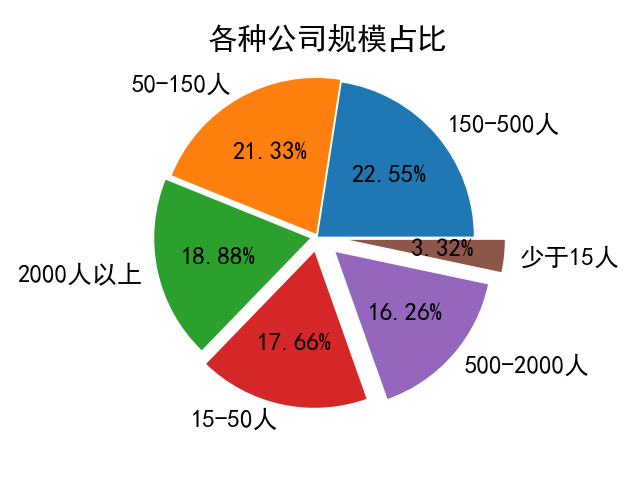 各种公司规模占比
50-150人
150-500人
21.33%
22.55%
18.88%
3.32%
2000人以上
少于15人
16.26%
17.66%
500-2000人
15-50人